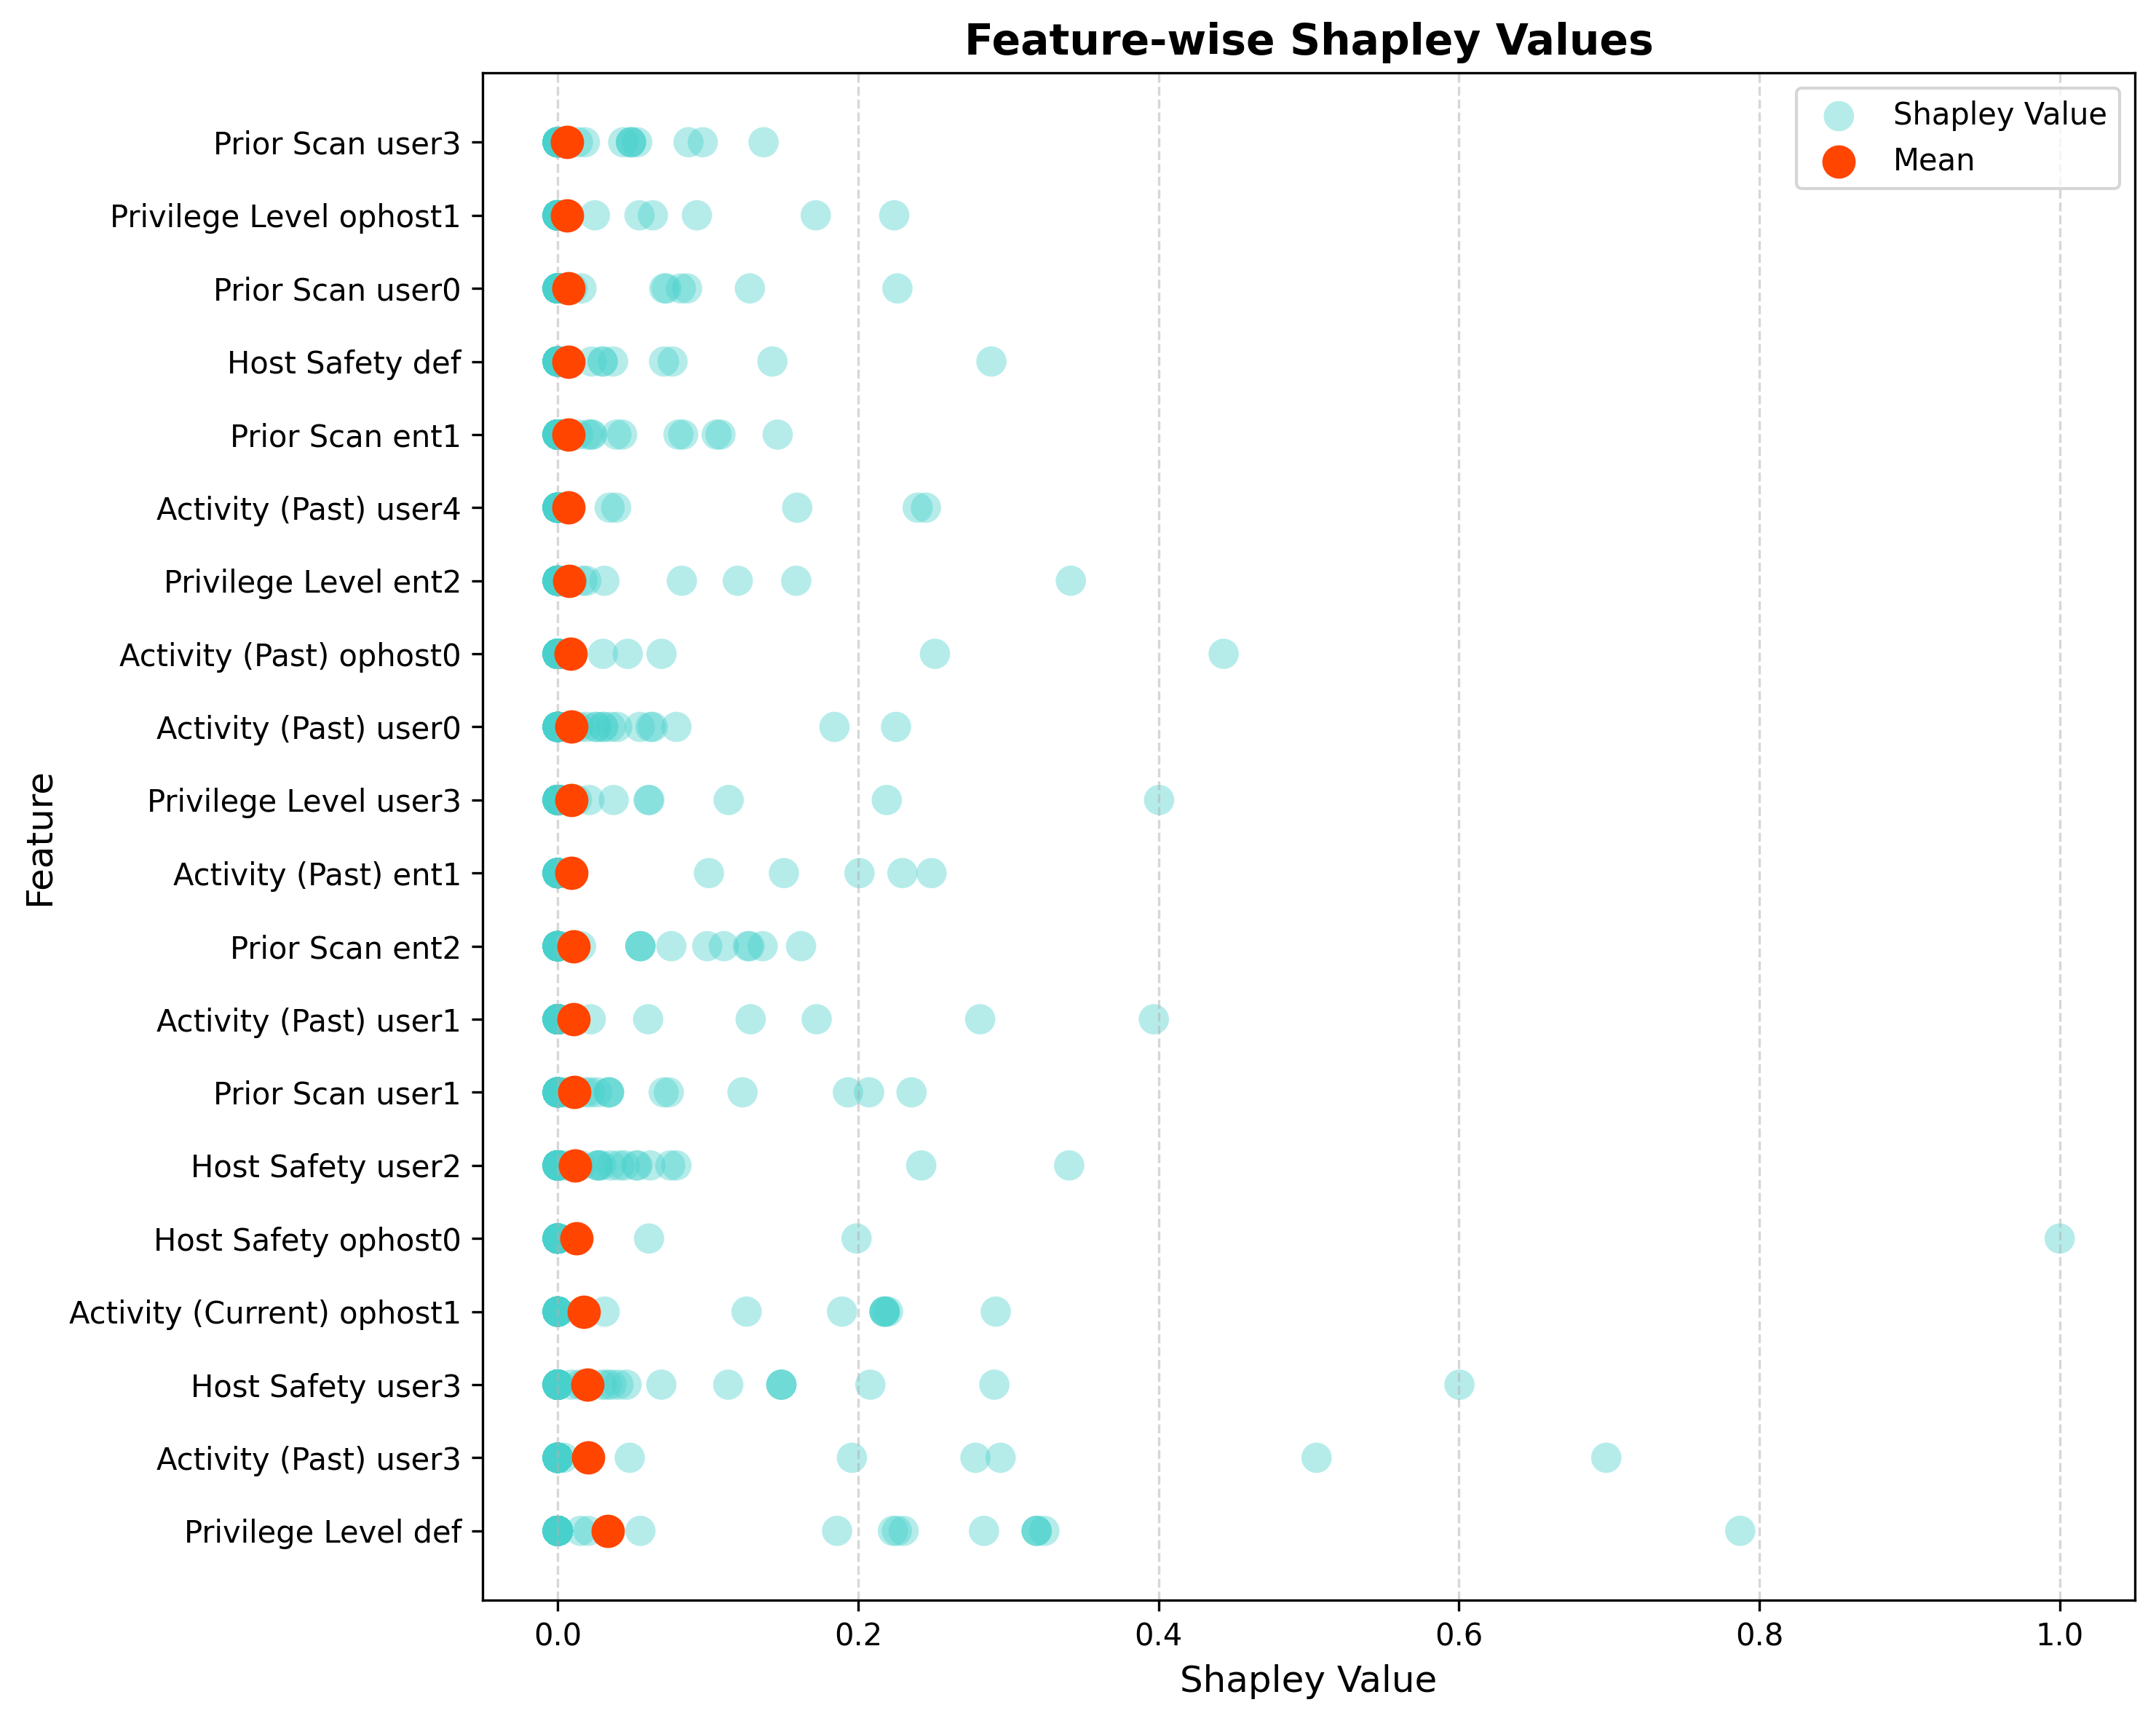 Feature-wise Shapley Values
Shapley Value
Mean
Prior Scan user3
Privilege Level ophost1
Prior Scan user0
Host Safety def
Prior Scan ent1
Activity (Past) user4
Privilege Level ent2
Activity (Past) ophost0
Activity (Past) user0
Privilege Level user3
Activity (Past) ent1
Prior Scan ent2
Activity (Past) user1
Prior Scan user1
Host Safety user2
Host Safety ophost0
Activity (Current) ophost1
Host Safety user3
Activity (Past) user3
Privilege Level def
Feature
0.0 0.2 0.4 0.6 0.8 1.0
Shapley Value